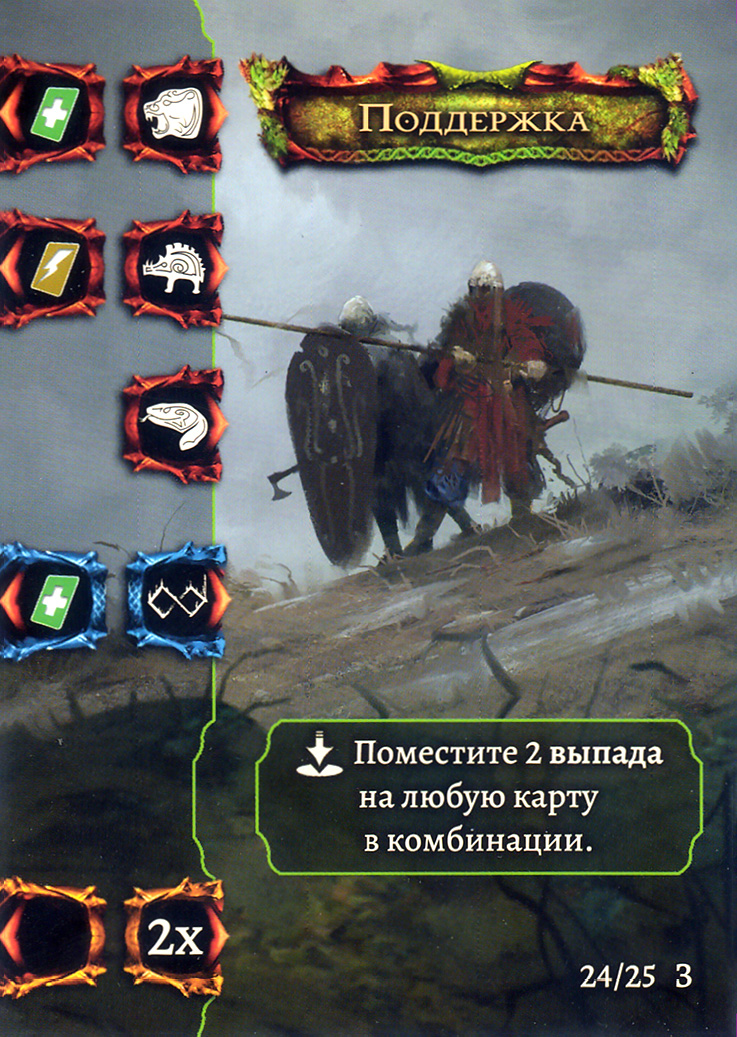 Поддержка
Поместите 2 выпада
на любую карту
в комбинации.
2x
24/25 3